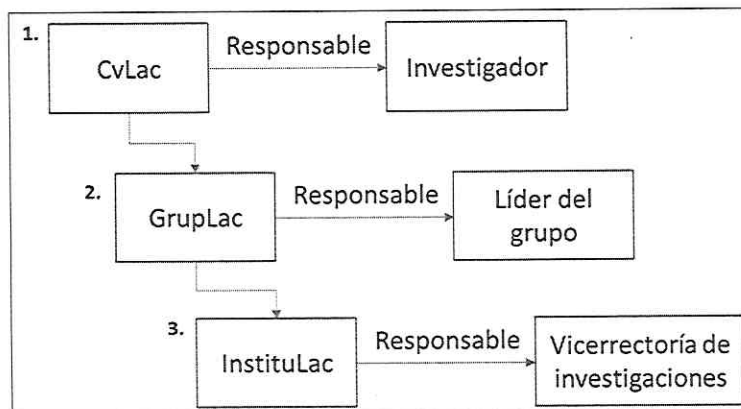 1.
CvLac
Responsable
Investigador
2.
GrupLac
Responsable
Líder del
grupo
3.
InstituLac
Responsable
Vicerrectoría de
investigaciones